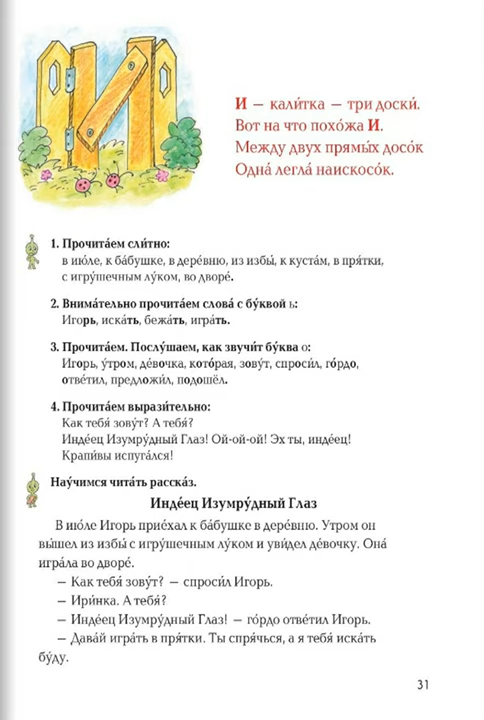 И — кали́тка — три доски́.
Вот на что похо́жа И.
Между двух прямы́х досо́к
Одна́ легла́ наискосо́к.
1. Прочита́ем сли́тно:
в ию́ле, к ба́бушке, в дере́вню, из избы́, к куста́м, в пря́тки,
с игру́шечным лу́ком, во дворе́.
2. Внима́тельно прочита́ем слова́ с бу́квой ь:
Игорь, иска́ть, бежа́ть, игра́ть.
3. Прочита́ем. Послу́шаем, как звучи́т бу́ква о:
Игорь, у́тром, де́вочка, кото́рая, зову́т, спроси́л, го́рдо,
отве́тил, предложи́л, подошёл.
4. Прочита́ем вырази́тельно:
Как тебя́ зову́т? А тебя́?
Инде́ец Изумру́дный Глаз! Ой-ой-ой! Эх ты, инде́ец!
Крапи́вы испуга́лся!
Нау́чимся чита́ть расска́з.
Инде́ец Изумру́дный Глаз
В ию́ле Игорь прие́хал к ба́бушке в дере́вню. Утром он
вы́шел из избы́ с игру́шечным лу́ком и уви́дел де́вочку. Она́
игра́ла во дворе́.
— Как тебя́ зову́т? — спроси́л Игорь.
— Ири́нка. А тебя́?
— Инде́ец Изумру́дный Глаз! — го́рдо отве́тил Игорь.
— Дава́й игра́ть в пря́тки. Ты спря́чься, а я тебя́ иска́ть
бу́ду.
31